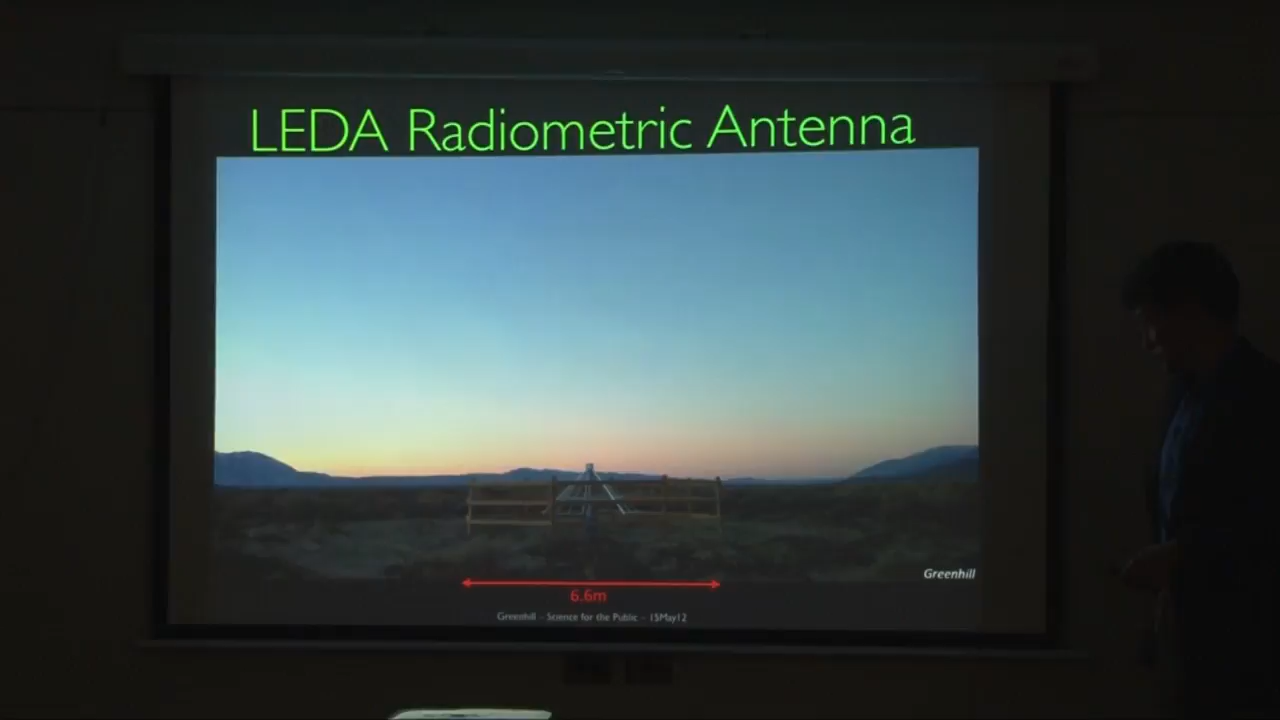 LEDA Radiometric Antenna
Greenhill
6.6m
Greenhill – Science for the Public – 15May12